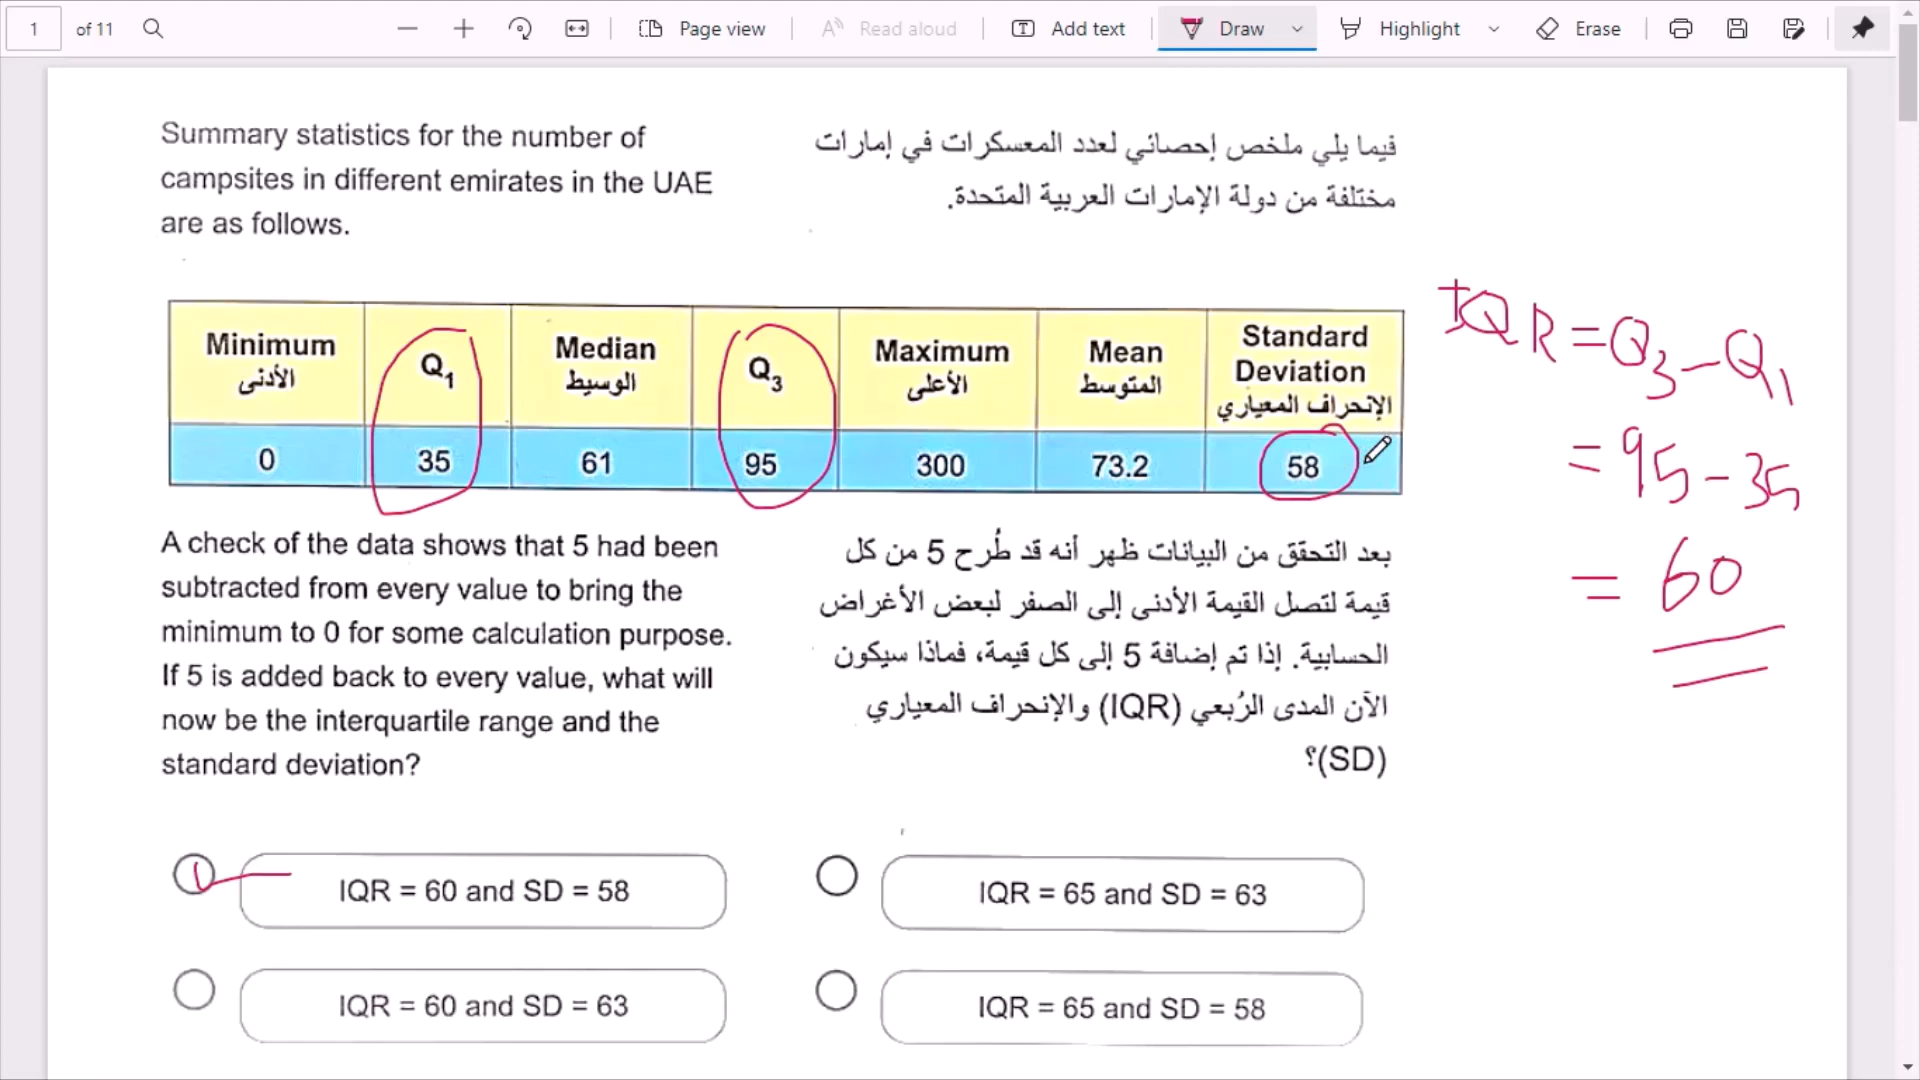 1 of 11 Page view Read aloud Add text Draw Highlight Erase
Summary statistics for the number of
campsites in different emirates in the UAE
are as follows.
فيما يلي ملخص إحصائي لعدد المعسكرات في إمارات
مختلفة من دولة الإمارات العربية المتحدة.
Minimum
الأدنى
Q1
Median
الوسيط
Q3
Maximum
الأعلى
Mean
المتوسط
Standard
Deviation
الإنحراف المعياري
0 35 61 95 300 73.2 58
IQR = Q3 - Q1
= 95 - 35
= 60
A check of the data shows that 5 had been
subtracted from every value to bring the
minimum to 0 for some calculation purpose.
If 5 is added back to every value, what will
now be the interquartile range and the
standard deviation?
بعد التحقق من البيانات ظهر أنه قد طُرح 5 من كل
قيمة لتصل القيمة الأدنى إلى الصفر لبعض الأغراض
الحسابية. إذا تم إضافة 5 إلى كل قيمة، فماذا سيكون
الآن المدى الرُبعي (IQR) والإنحراف المعياري
(SD)؟
IQR = 60 and SD = 58
IQR = 65 and SD = 63
IQR = 60 and SD = 63
IQR = 65 and SD = 58